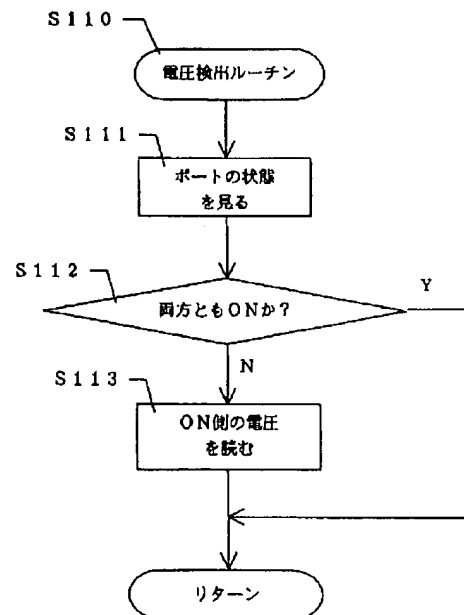 S110
電圧検出ルーチン
S111
ポートの状態
を見る
S112
両方ともONか?
Y
N
S113
ON側の電圧
を読む
リターン